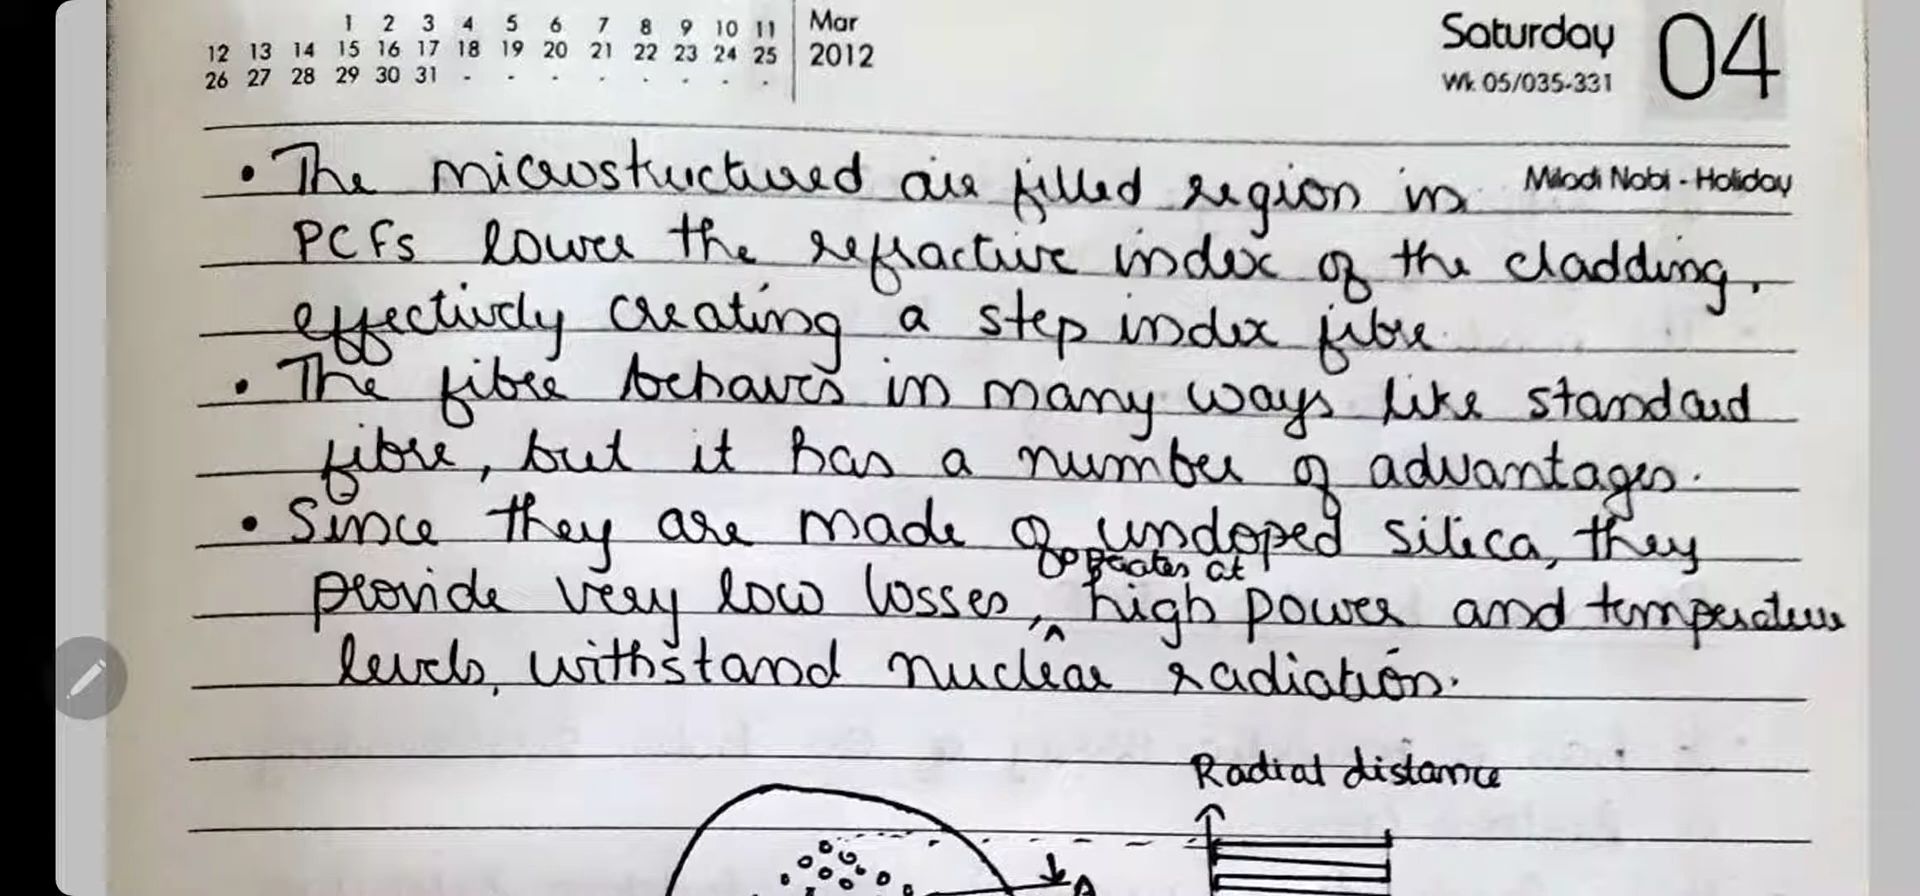 1 2 3 4 5 6 7 8 9 10 11
12 13 14 15 16 17 18 19 20 21 22 23 24 25
26 27 28 29 30 31
Mar
2012
Saturday 04
Wk 05/035-331
Miladi Nabi - Holiday
• The microstructured air filled region in
PCFs lower the refractive index of the cladding,
effectively creating a step index fibre
• The fibre behaves in many ways like standard
fibre, but it has a number of advantages.
• Since they are made of undoped silica, they
operates at
provide very low losses, ^ high power and temperature
levels, withstand nuclear radiation.
Radial distance